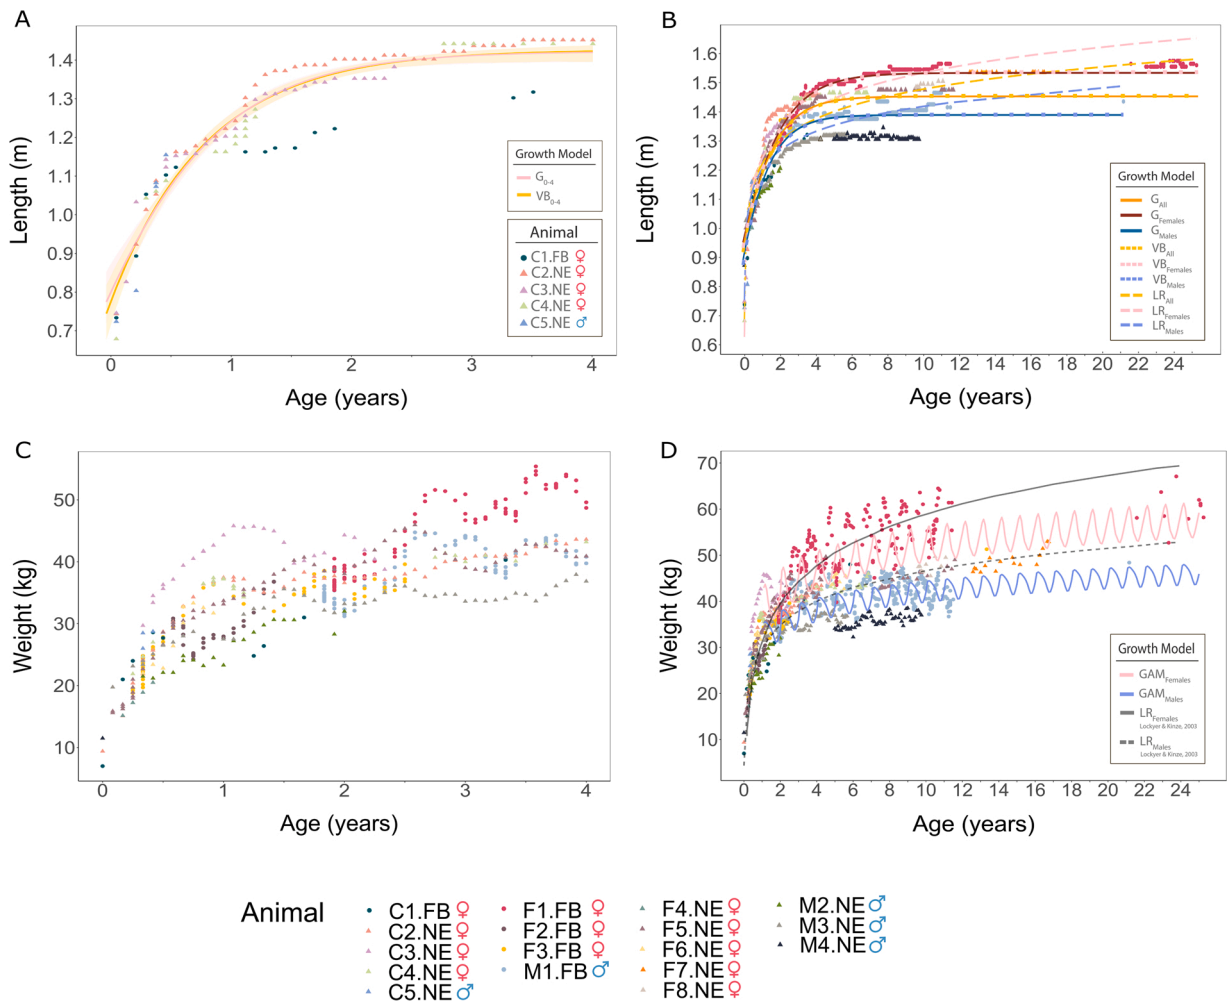 A
Length (m)
1.4
1.3
1.2
1.1
1.0
0.9
0.8
0.7
0 1 2 3 4
Age (years)
Growth Model
G0-4
VB0-4
Animal
C1.FB ♀
C2.NE ♀
C3.NE ♀
C4.NE ♀
C5.NE ♂
B
Length (m)
1.6
1.5
1.4
1.3
1.2
1.1
1.0
0.9
0.8
0.7
0.6
0 2 4 6 8 10 12 14 16 18 20 22 24
Age (years)
Growth Model
GAll
GFemales
GMales
VBAll
VBFemales
VBMales
LRAll
LRFemales
LRMales
C
Weight (kg)
50
40
30
20
10
0 1 2 3 4
Age (years)
D
Weight (kg)
70
60
50
40
30
20
10
0 2 4 6 8 10 12 14 16 18 20 22 24
Age (years)
Growth Model
GAMFemales
GAMMales
LRFemales
Lockyer & Kinze, 2003
LRMales
Lockyer & Kinze, 2003
Animal
C1.FB ♀
C2.NE ♀
C3.NE ♀
C4.NE ♀
C5.NE ♂
F1.FB ♀
F2.FB ♀
F3.FB ♀
M1.FB ♂
F4.NE ♀
F5.NE ♀
F6.NE ♀
F7.NE ♀
F8.NE ♀
M2.NE ♂
M3.NE ♂
M4.NE ♂